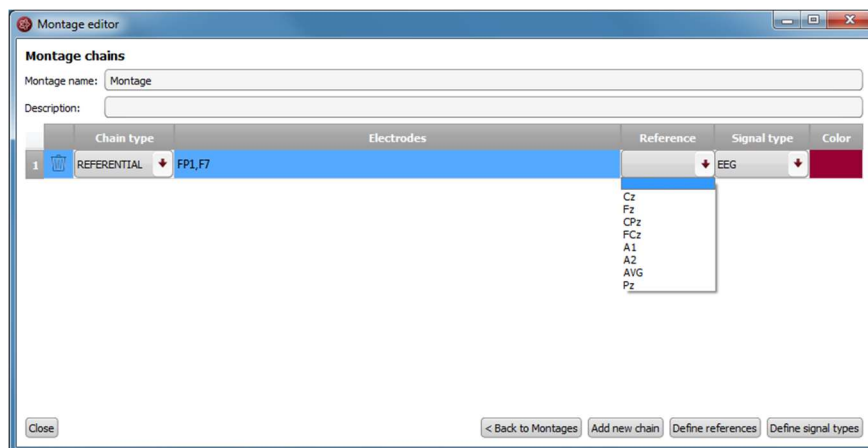 Montage editor
Montage chains
Montage name: Montage
Description:
Chain type Electrodes Reference Signal type Color
1 REFERENTIAL FP1,F7 EEG
Cz
Fz
CPz
FCz
A1
A2
AVG
Pz
Close < Back to Montages Add new chain Define references Define signal types